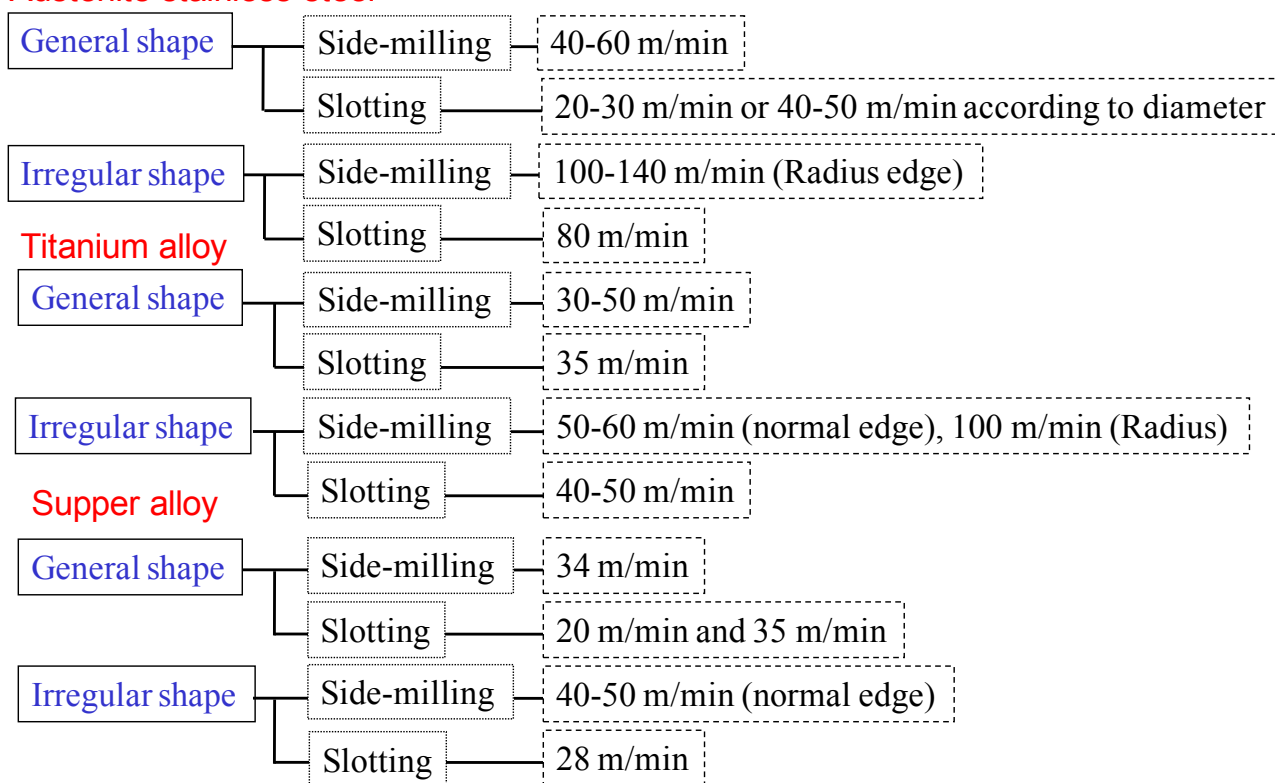 Austenite stainless steel
General shape
Side-milling
40-60 m/min
Slotting
20-30 m/min or 40-50 m/min according to diameter
Irregular shape
Side-milling
100-140 m/min (Radius edge)
Slotting
80 m/min
Titanium alloy
General shape
Side-milling
30-50 m/min
Slotting
35 m/min
Irregular shape
Side-milling
50-60 m/min (normal edge), 100 m/min (Radius)
Slotting
40-50 m/min
Supper alloy
General shape
Side-milling
34 m/min
Slotting
20 m/min and 35 m/min
Irregular shape
Side-milling
40-50 m/min (normal edge)
Slotting
28 m/min